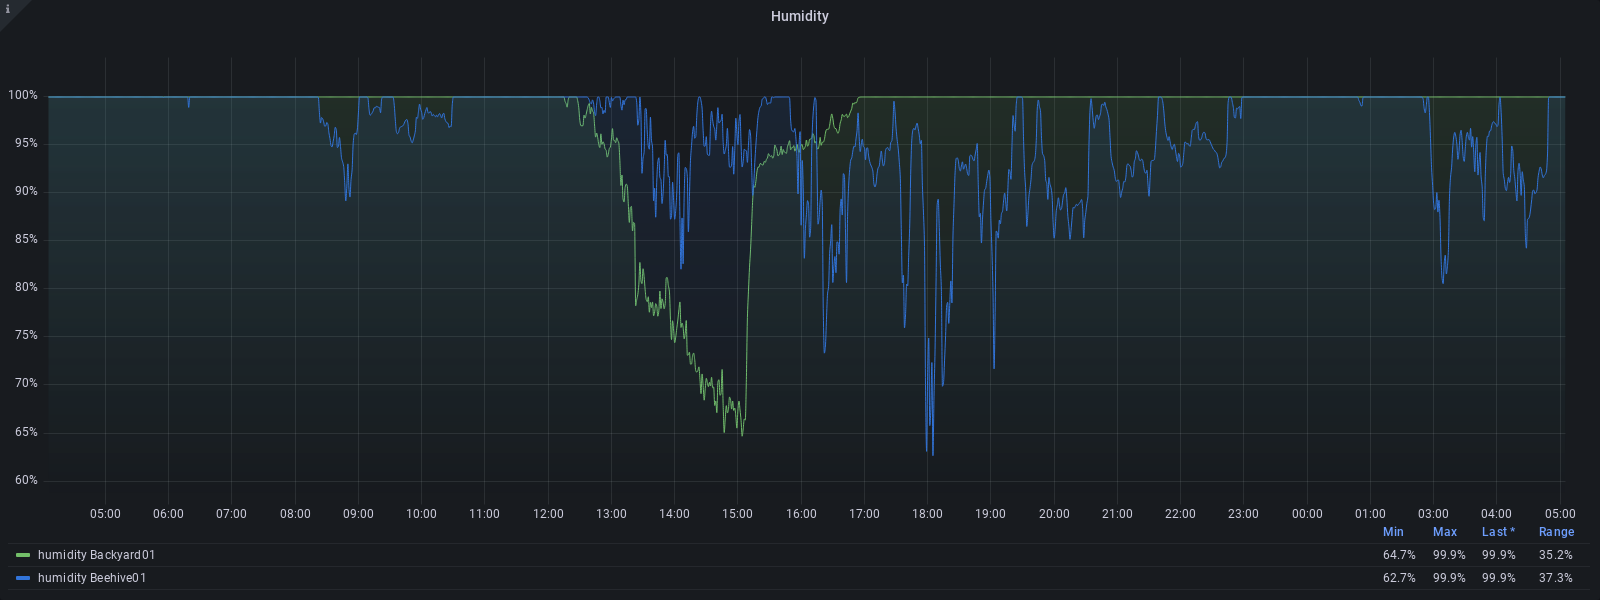 i
Humidity
100%
95%
90%
85%
80%
75%
70%
65%
60%
05:00 06:00 07:00 08:00 09:00 10:00 11:00 12:00 13:00 14:00 15:00 16:00 17:00 18:00 19:00 20:00 21:00 22:00 23:00 00:00 01:00 02:00 03:00 04:00 05:00
Min Max Last * Range
humidity Backyard01 64.7% 99.9% 99.9% 35.2%
humidity Beehive01 62.7% 99.9% 99.9% 37.3%